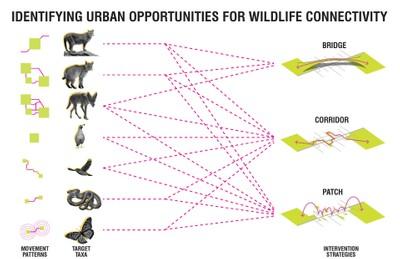 IDENTIFYING URBAN OPPORTUNITIES FOR WILDLIFE CONNECTIVITY
BRIDGE
CORRIDOR
PATCH
MOVEMENT
PATTERNS
TARGET
TAXA
INTERVENTION
STRATEGIES